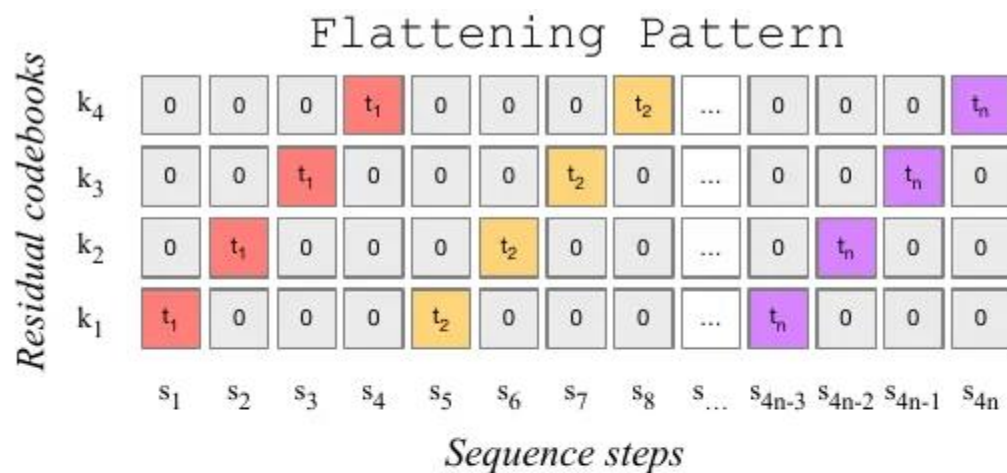 Flattening Pattern
Residual codebooks
k4 0 0 0 t1 0 0 0 t2 ... 0 0 0 tn
k3 0 0 t1 0 0 0 t2 0 ... 0 0 tn 0
k2 0 t1 0 0 0 t2 0 0 ... 0 tn 0 0
k1 t1 0 0 0 t2 0 0 0 ... tn 0 0 0
s1 s2 s3 s4 s5 s6 s7 s8 s... s4n-3 s4n-2 s4n-1 s4n
Sequence steps